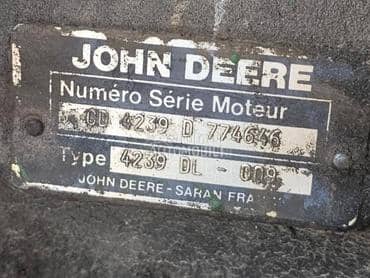 JOHN DEERE
Numéro Série Moteur
CD 4239 D 774646
Type 4239 DL - 009
JOHN DEERE-SARAN FRA